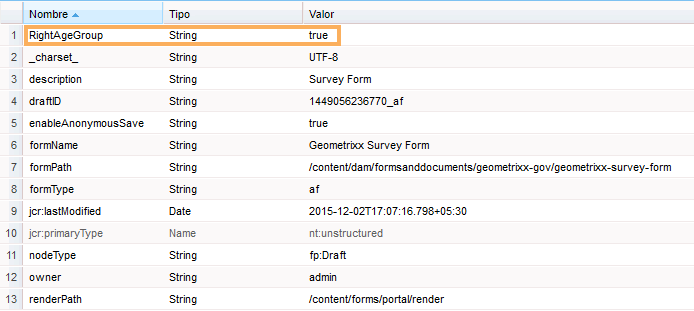 Nombre Tipo Valor
1 RightAgeGroup String true
2 _charset_ String UTF-8
3 description String Survey Form
4 draftID String 1449056236770_af
5 enableAnonymousSave String true
6 formName String Geometrixx Survey Form
7 formPath String /content/dam/formsanddocuments/geometrixx-gov/geometrixx-survey-form
8 formType String af
9 jcr:lastModified Date 2015-12-02T17:07:16.798+05:30
10 jcr:primaryType Name nt:unstructured
11 nodeType String fp:Draft
12 owner String admin
13 renderPath String /content/forms/portal/render